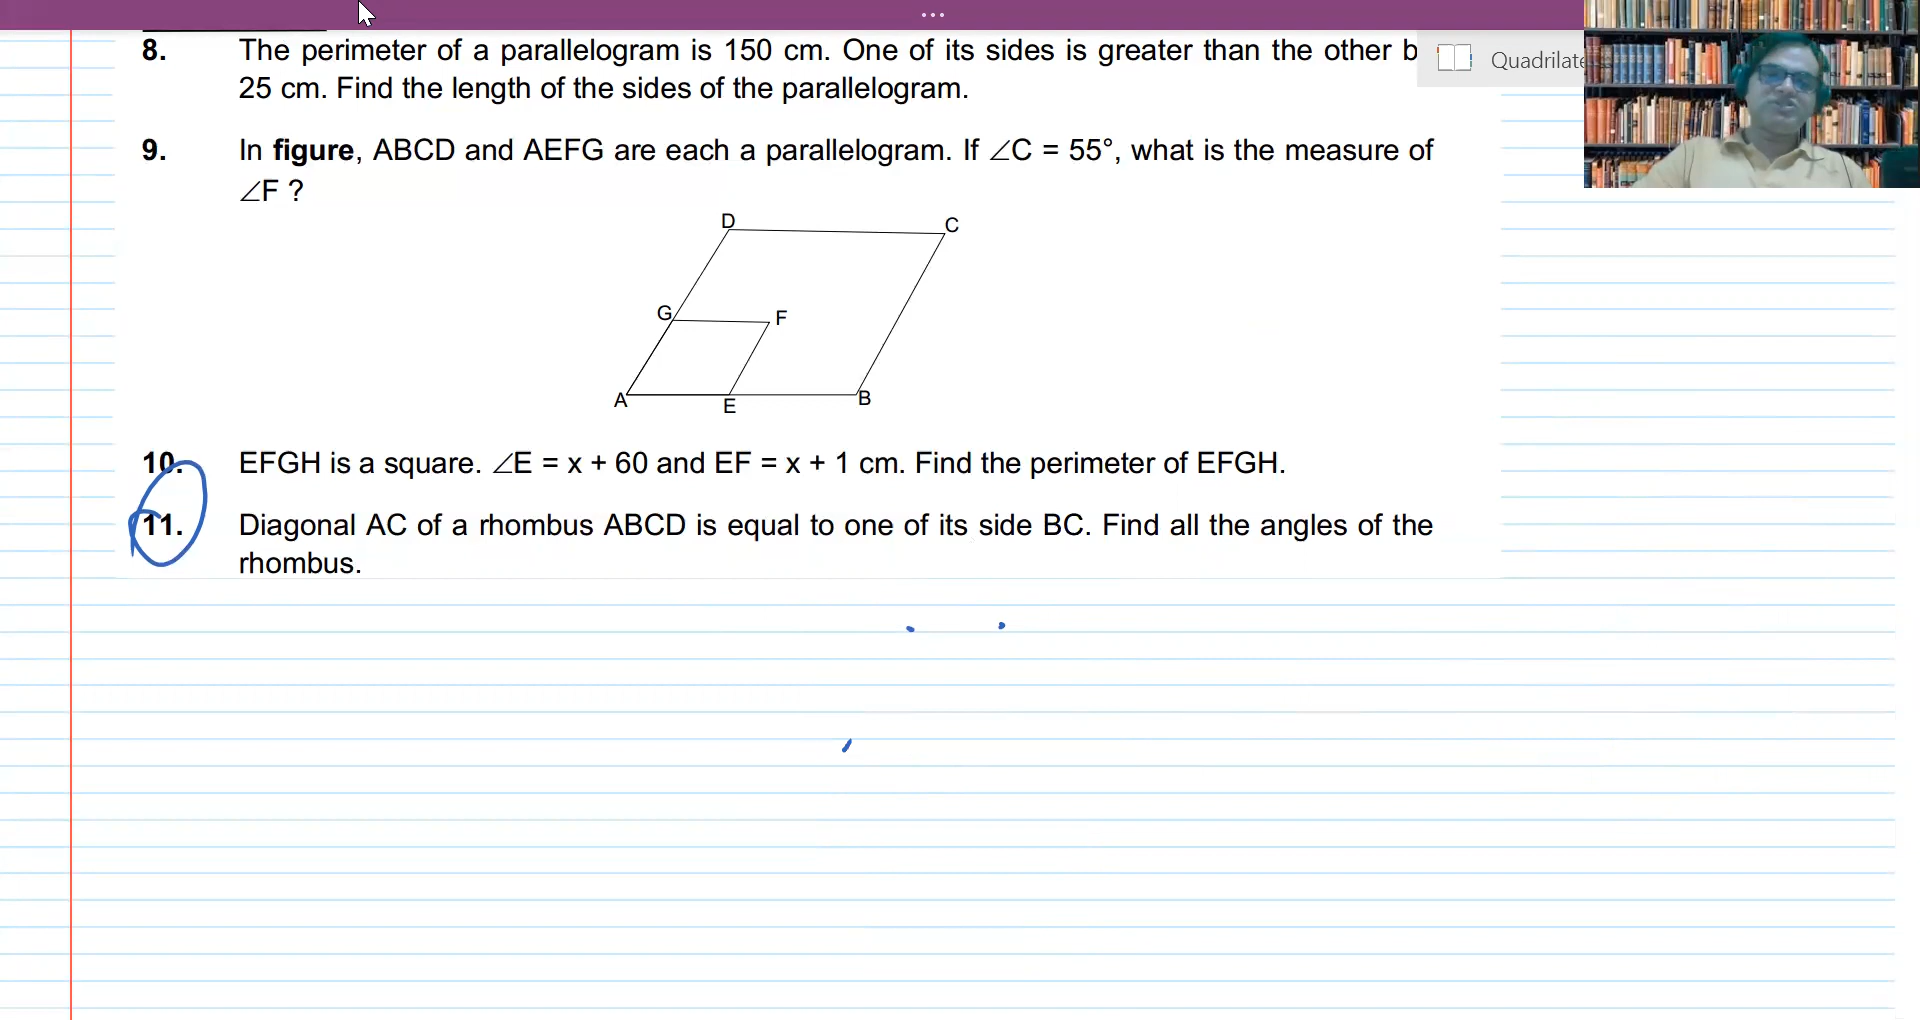 8. The perimeter of a parallelogram is 150 cm. One of its sides is greater than the other b
25 cm. Find the length of the sides of the parallelogram.
Quadrilate
9. In figure, ABCD and AEFG are each a parallelogram. If ∠C = 55°, what is the measure of
∠F ?
D
C
G
F
A
E
B
10. EFGH is a square. ∠E = x + 60 and EF = x + 1 cm. Find the perimeter of EFGH.
11. Diagonal AC of a rhombus ABCD is equal to one of its side BC. Find all the angles of the
rhombus.